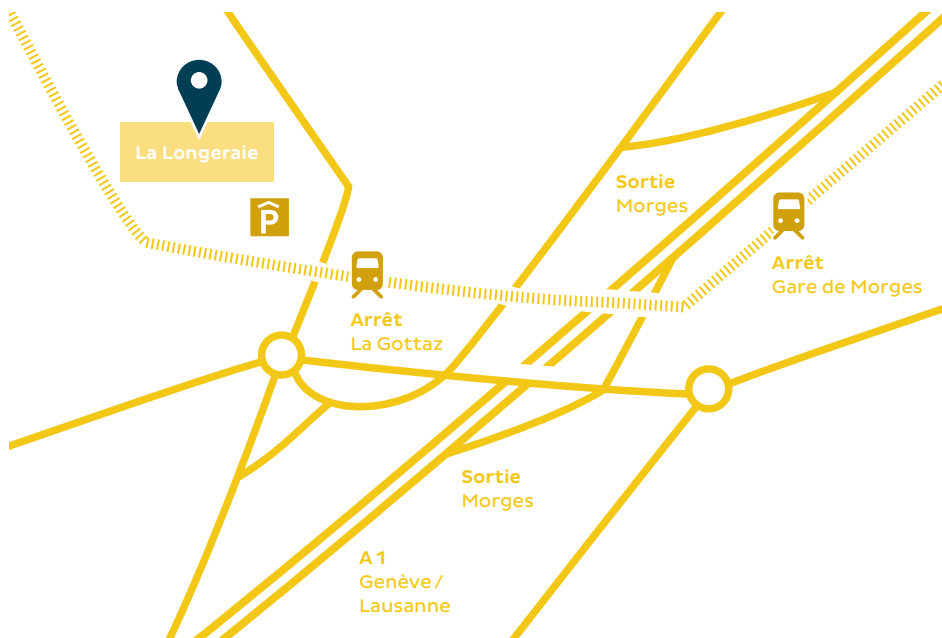 La Longeraie
P
Sortie
Morges
Arrêt
Gare de Morges
Arrêt
La Gottaz
Sortie
Morges
A 1
Genève /
Lausanne